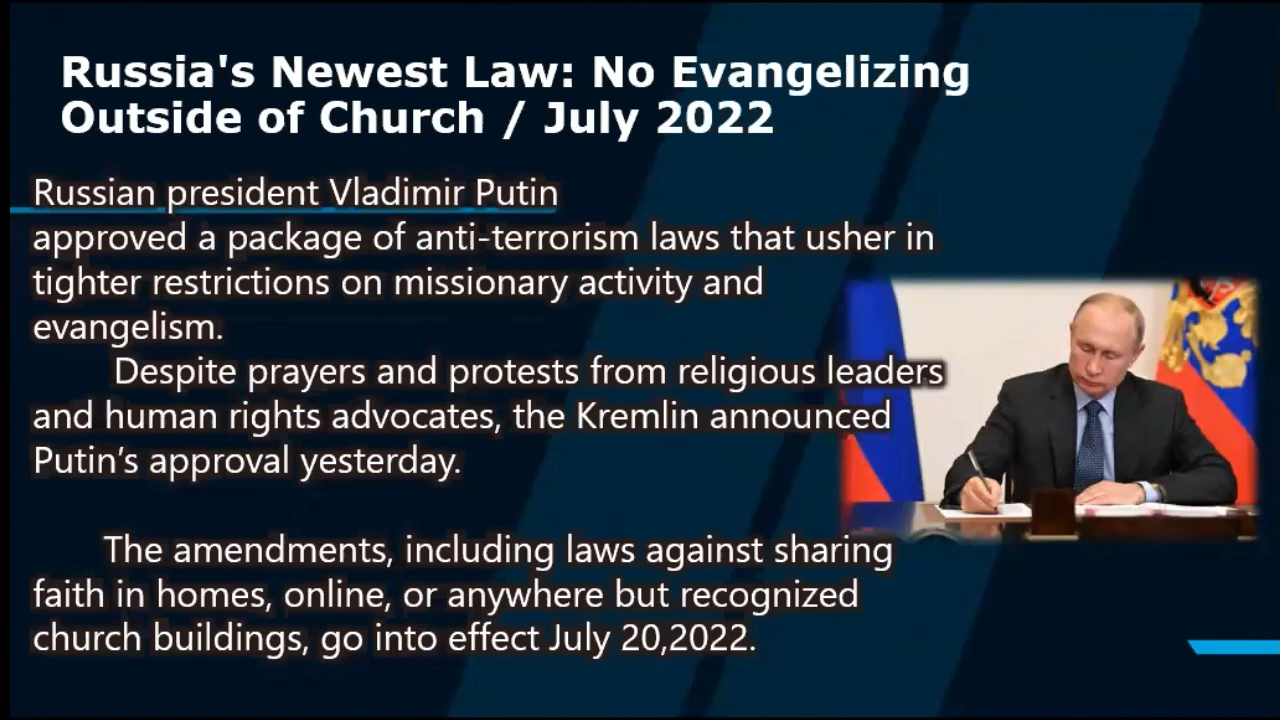 Russia's Newest Law: No Evangelizing
Outside of Church / July 2022
Russian president Vladimir Putin
approved a package of anti-terrorism laws that usher in
tighter restrictions on missionary activity and
evangelism.
Despite prayers and protests from religious leaders
and human rights advocates, the Kremlin announced
Putin’s approval yesterday.
The amendments, including laws against sharing
faith in homes, online, or anywhere but recognized
church buildings, go into effect July 20,2022.